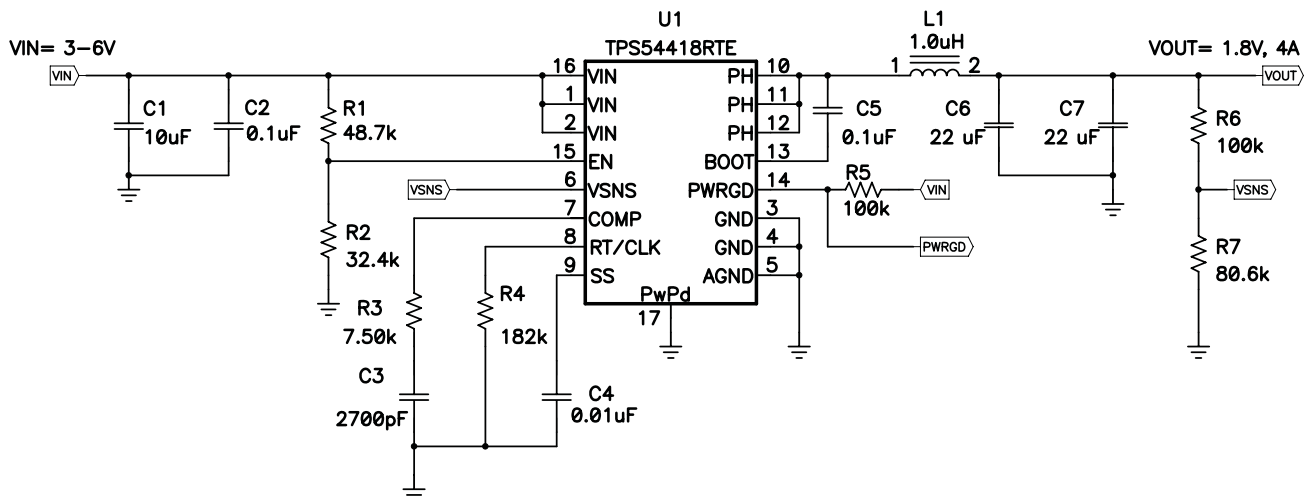 U1
TPS54418RTE
VIN= 3-6V
VIN
C1
10uF
C2
0.1uF
R1
48.7k
R2
32.4k
VSNS
R3
7.50k
C3
2700pF
R4
182k
C4
0.01uF
16 VIN
1 VIN
2 VIN
15 EN
6 VSNS
7 COMP
8 RT/CLK
9 SS
PwPd
17
PH 10
PH 11
PH 12
BOOT 13
PWRGD 14
GND 3
GND 4
AGND 5
L1
1.0uH
1 2
C5
0.1uF
R5
100k
VIN
PWRGD
C6
22 uF
C7
22 uF
VOUT= 1.8V, 4A
VOUT
R6
100k
VSNS
R7
80.6k